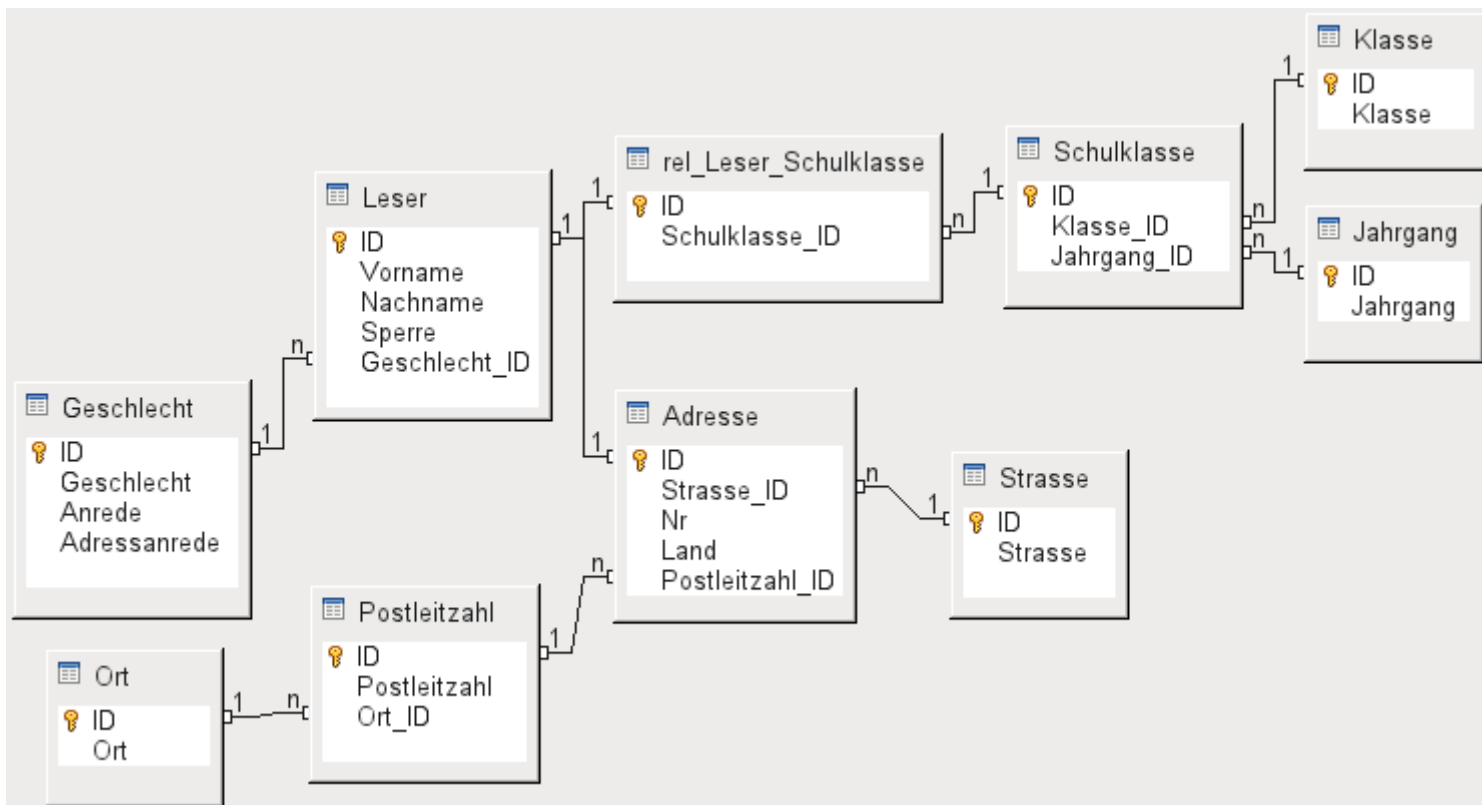 Klasse
ID
Klasse
1
Schulklasse
ID
Klasse_ID
Jahrgang_ID
1
n
n
1
rel_Leser_Schulklasse
ID
Schulklasse_ID
1
n
Leser
ID
Vorname
Nachname
Sperre
Geschlecht_ID
1
n
Jahrgang
ID
Jahrgang
Geschlecht
ID
Geschlecht
Anrede
Adressanrede
1
Adresse
ID
Strasse_ID
Nr
Land
Postleitzahl_ID
1
n
n
Strasse
ID
Strasse
1
Postleitzahl
ID
Postleitzahl
Ort_ID
1
n
Ort
ID
Ort
1